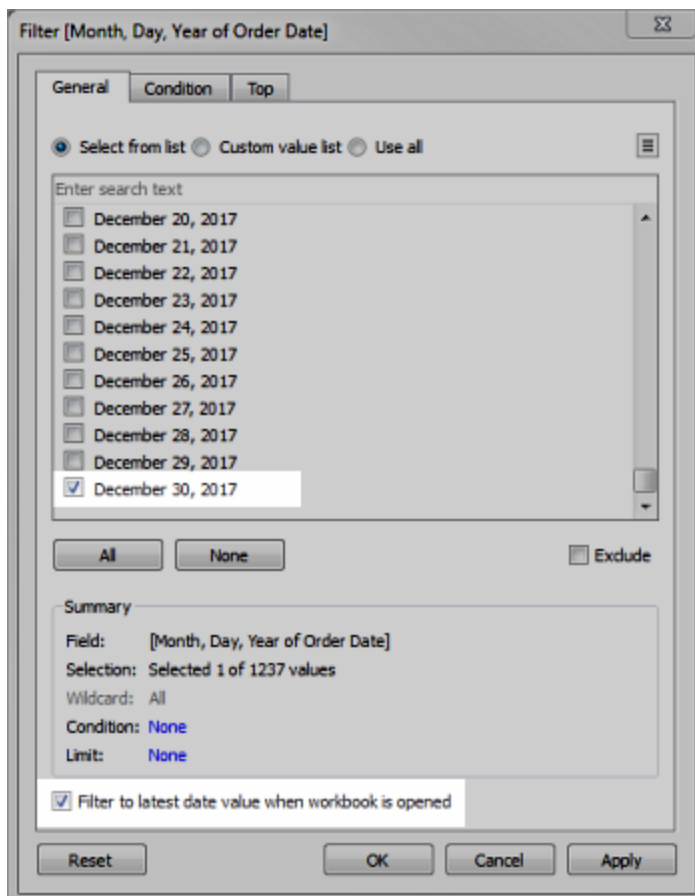 Filter [Month, Day, Year of Order Date]
General Condition Top
Select from list Custom value list Use all
Enter search text
December 20, 2017
December 21, 2017
December 22, 2017
December 23, 2017
December 24, 2017
December 25, 2017
December 26, 2017
December 27, 2017
December 28, 2017
December 29, 2017
December 30, 2017
All None Exclude
Summary
Field: [Month, Day, Year of Order Date]
Selection: Selected 1 of 1237 values
Wildcard: All
Condition: None
Limit: None
Filter to latest date value when workbook is opened
Reset OK Cancel Apply